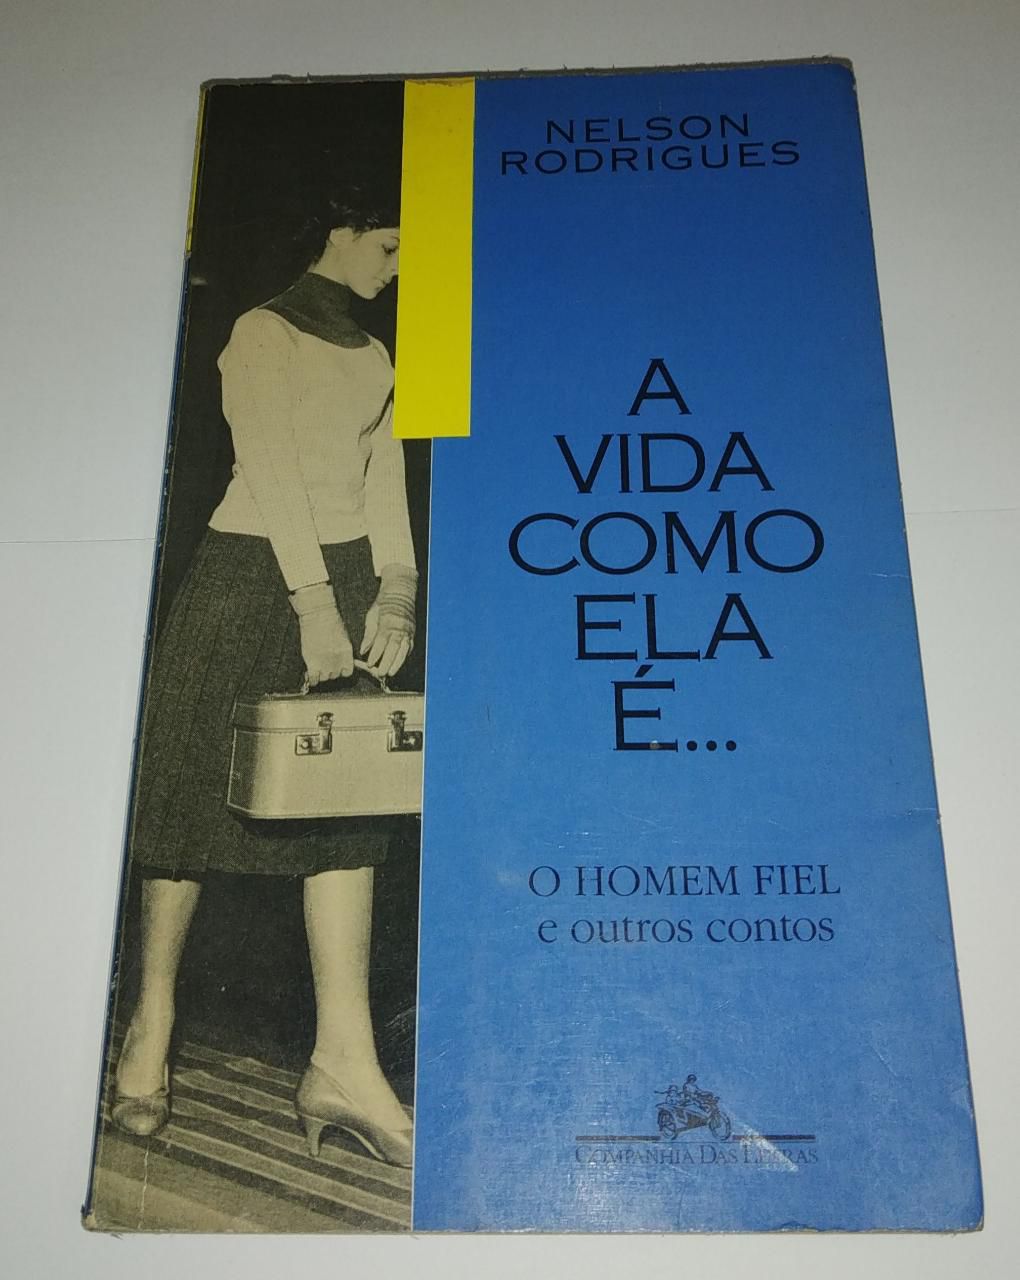 NELSON
RODRIGUES
A
VIDA
COMO
ELA
É...
O HOMEM FIEL
e outros contos
COMPANHIA DAS LETRAS